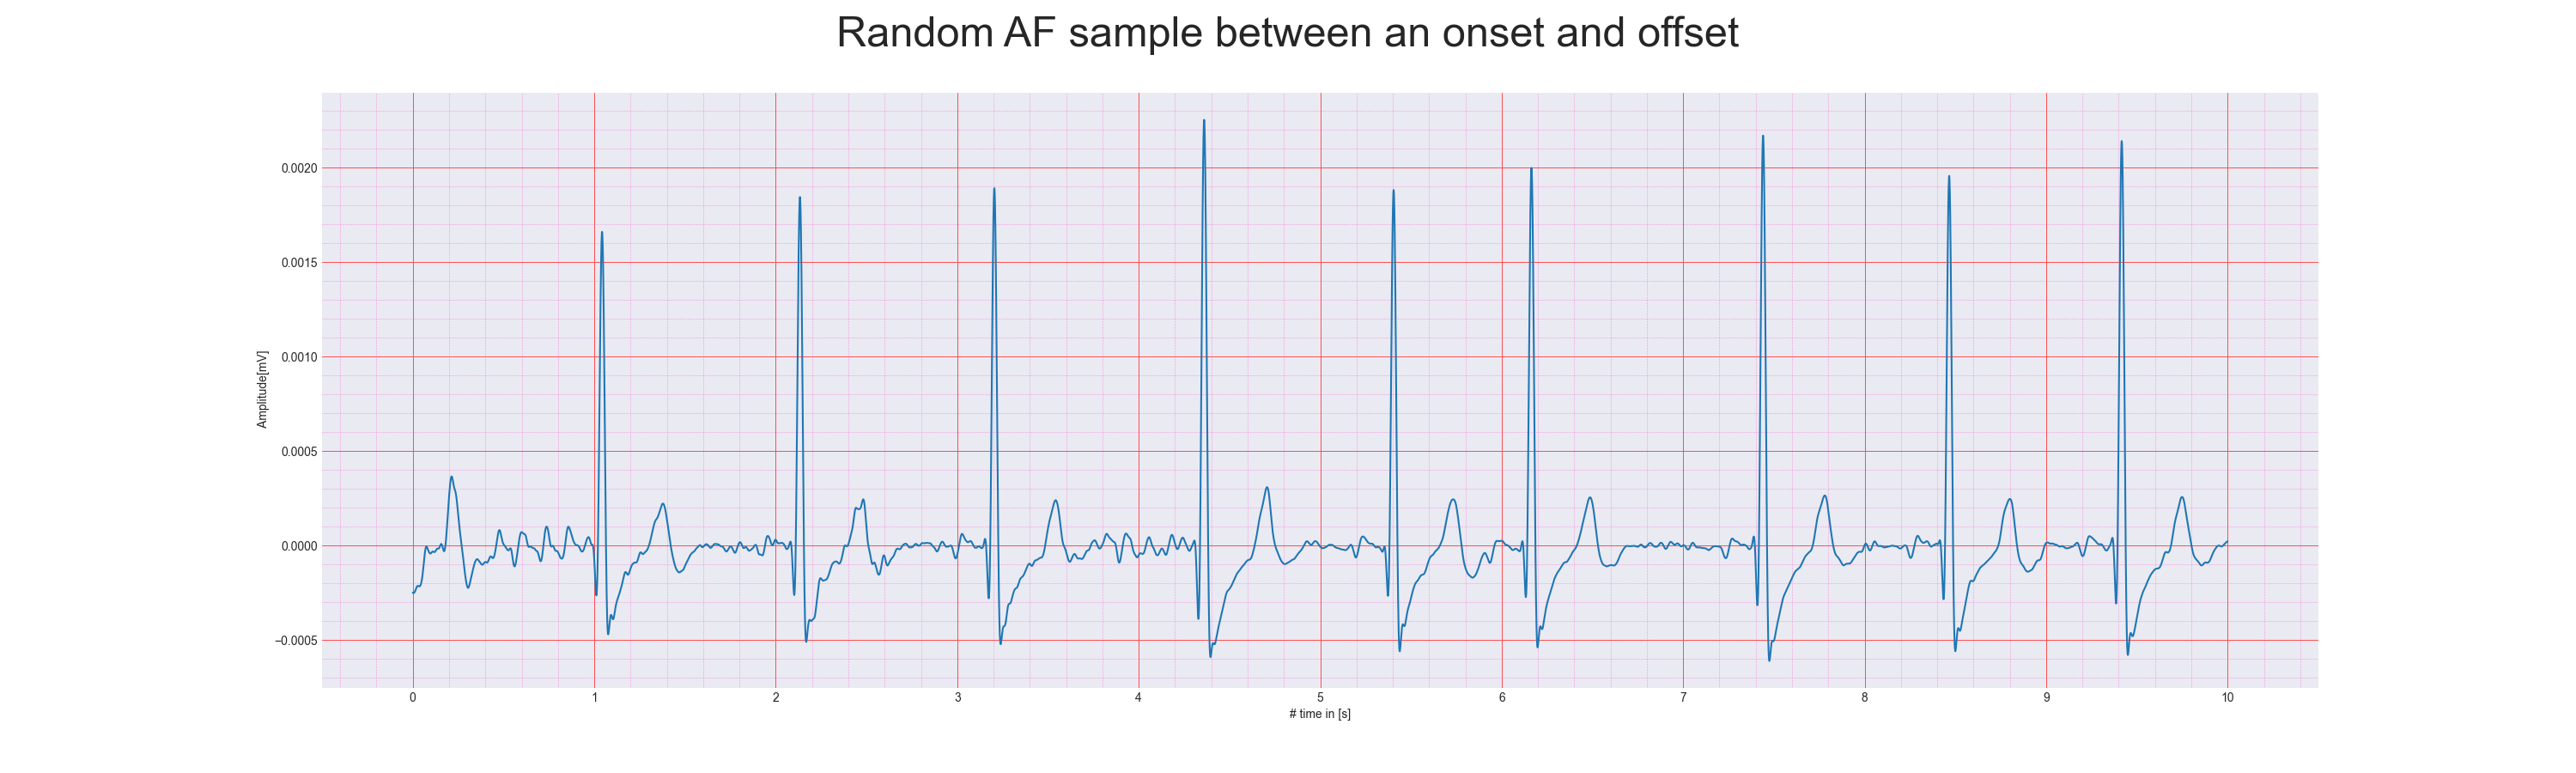 Random AF sample between an onset and offset
0.0020
0.0015
0.0010
0.0005
0.0000
−0.0005
Amplitude[mV]
0 1 2 3 4 5 6 7 8 9 10
# time in [s]